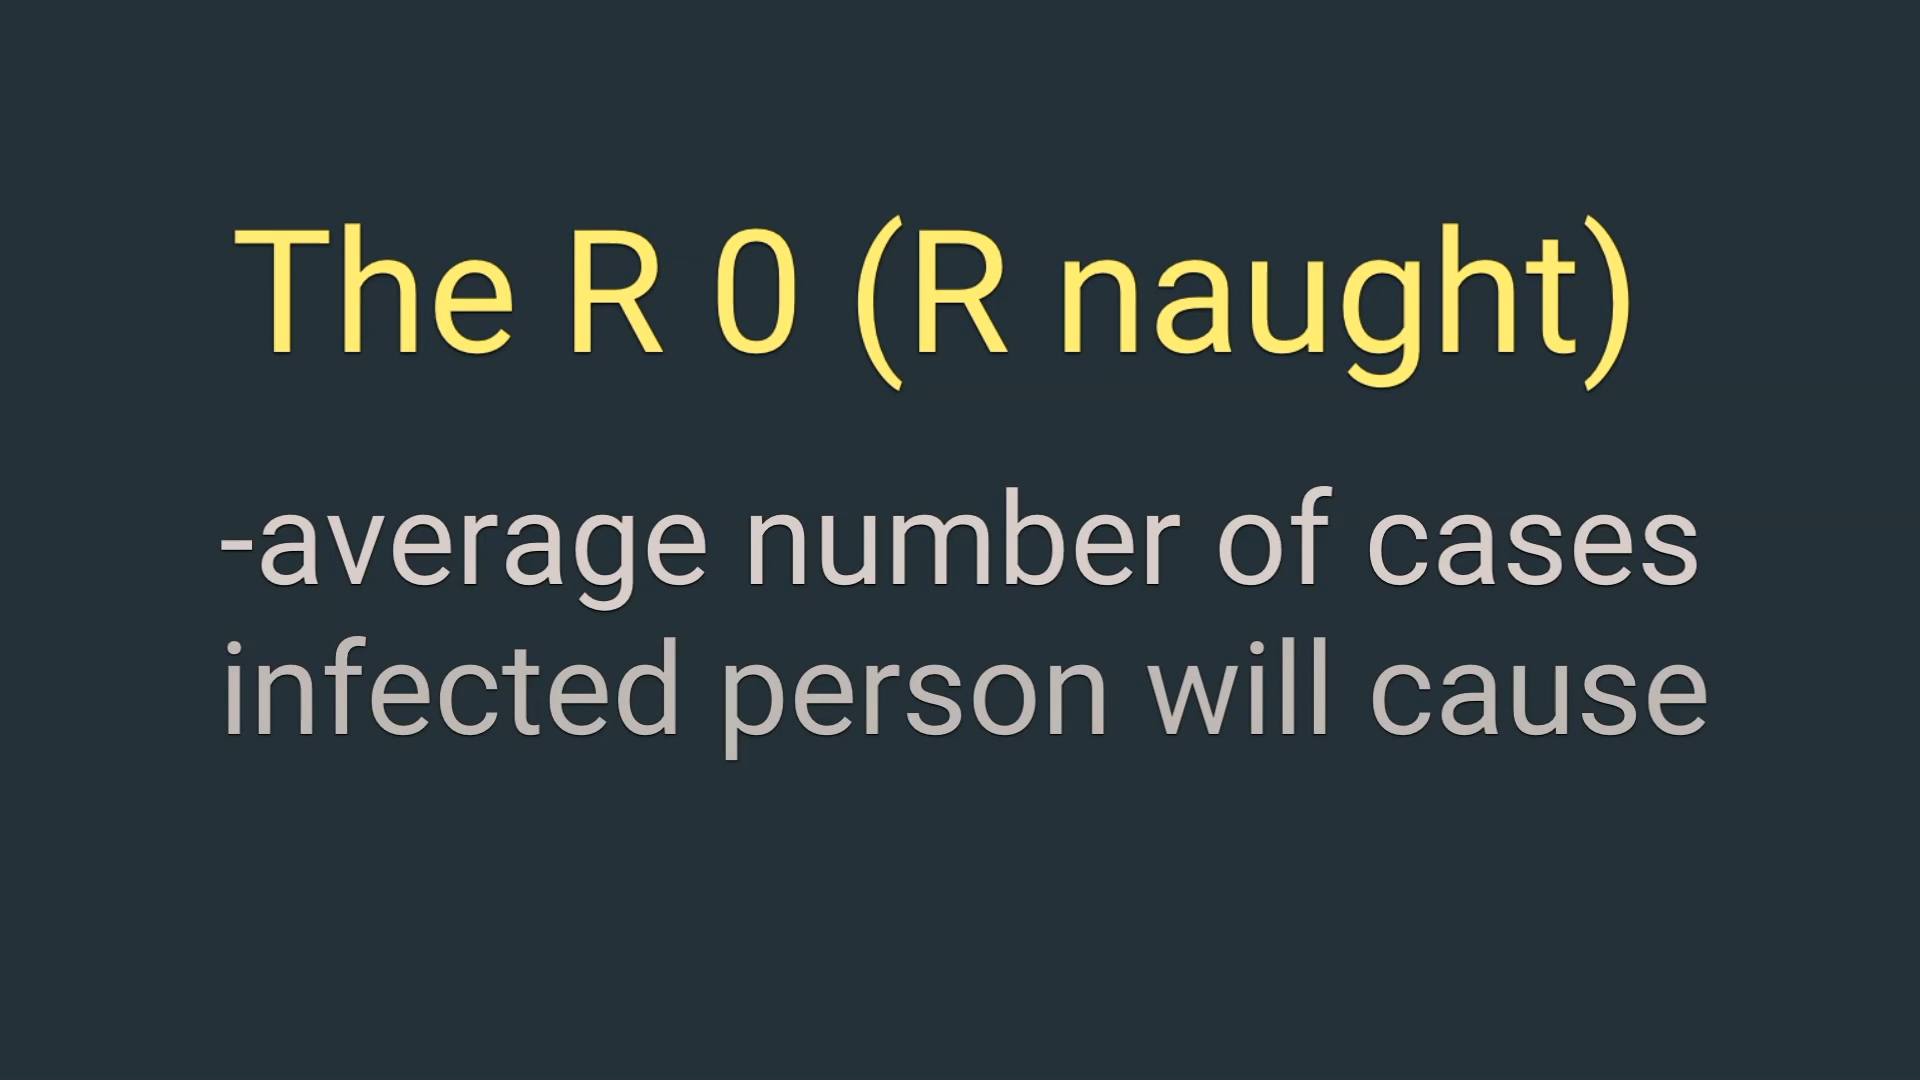 The R 0 (R naught)
-average number of cases
infected person will cause